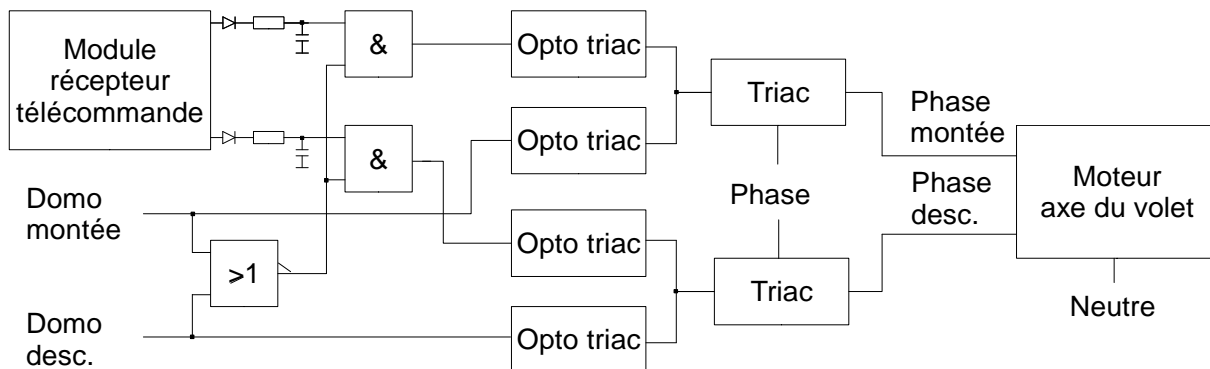 Module
récepteur
télécommande
&
Opto triac
Triac
Phase
montée
Opto triac
&
Domo
montée
Phase
Phase
desc.
Moteur
axe du volet
Opto triac
>1
Triac
Neutre
Domo
desc.
Opto triac